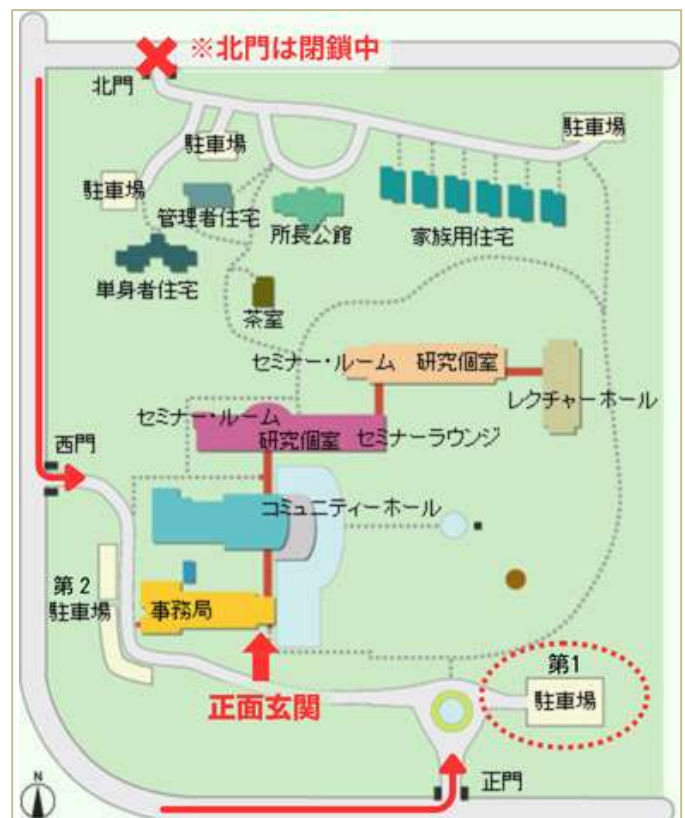 ※北門は閉鎖中
北門
駐車場
駐車場
駐車場
管理者住宅
所長公館
家族用住宅
単身者住宅
茶室
セミナー・ルーム 研究個室
レクチャーホール
セミナー・ルーム
研究個室 セミナーラウンジ
西門
コミュニティーホール
第2
駐車場
事務局
第1
駐車場
正面玄関
正門
N